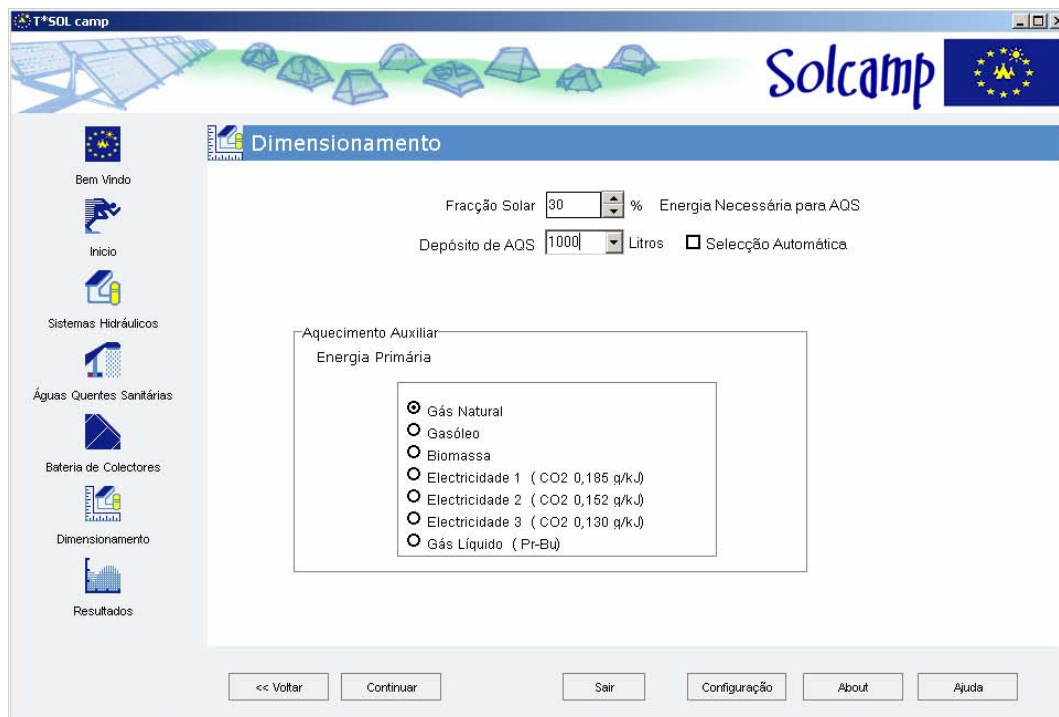 T*SOL camp
Solcamp
Bem Vindo
Inicio
Sistemas Hidráulicos
Águas Quentes Sanitárias
Bateria de Colectores
Dimensionamento
Resultados
Dimensionamento
Fracção Solar 30 % Energia Necessária para AQS
Depósito de AQS 1000 Litros Selecção Automática
Aquecimento Auxiliar
Energia Primária
Gás Natural
Gasóleo
Biomassa
Electricidade 1 ( CO2 0,185 g/kJ)
Electricidade 2 ( CO2 0,152 g/kJ)
Electricidade 3 ( CO2 0,130 g/kJ)
Gás Líquido ( Pr-Bu)
<< Voltar Continuar Sair Configuração About Ajuda